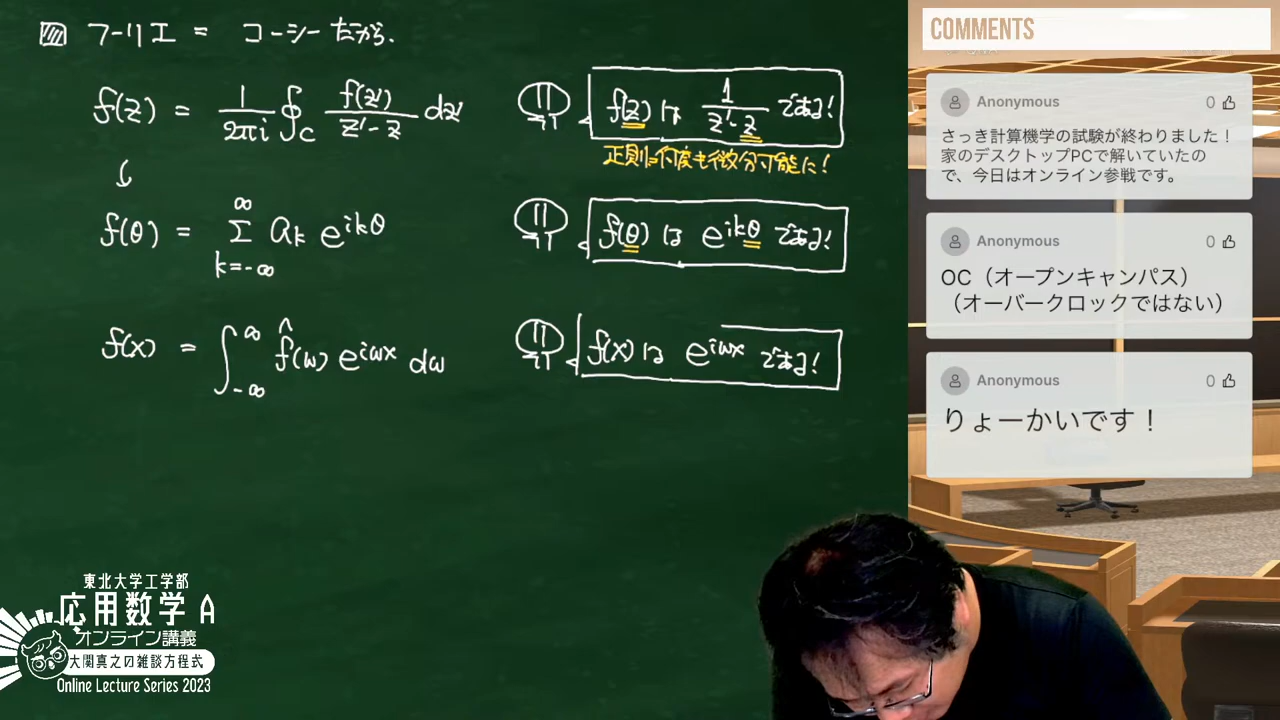 フーリエ = コーシーだから.
f(z) = 1/2πi ∮_C f(z')/z'-z dz'
f(z) は 1/z'-z である!
正則に何度も微分可能に!
f(θ) = Σ_{k=-∞}^{∞} a_k e^{ikθ}
f(θ) は e^{ikθ} である!
f(x) = ∫_{-∞}^{∞} f̂(ω) e^{iωx} dω
f(x) は e^{iωx} である!
COMMENTS
Anonymous 0
さっき計算機学の試験が終わりました！
家のデスクトップPCで解いていたの
で、今日はオンライン参戦です。
Anonymous 0
OC（オープンキャンパス）
（オーバークロックではない）
Anonymous 0
りょーかいです！
東北大学工学部
応用数学 A
オンライン講義
大関真之の雑談方程式
Online Lecture Series 2023